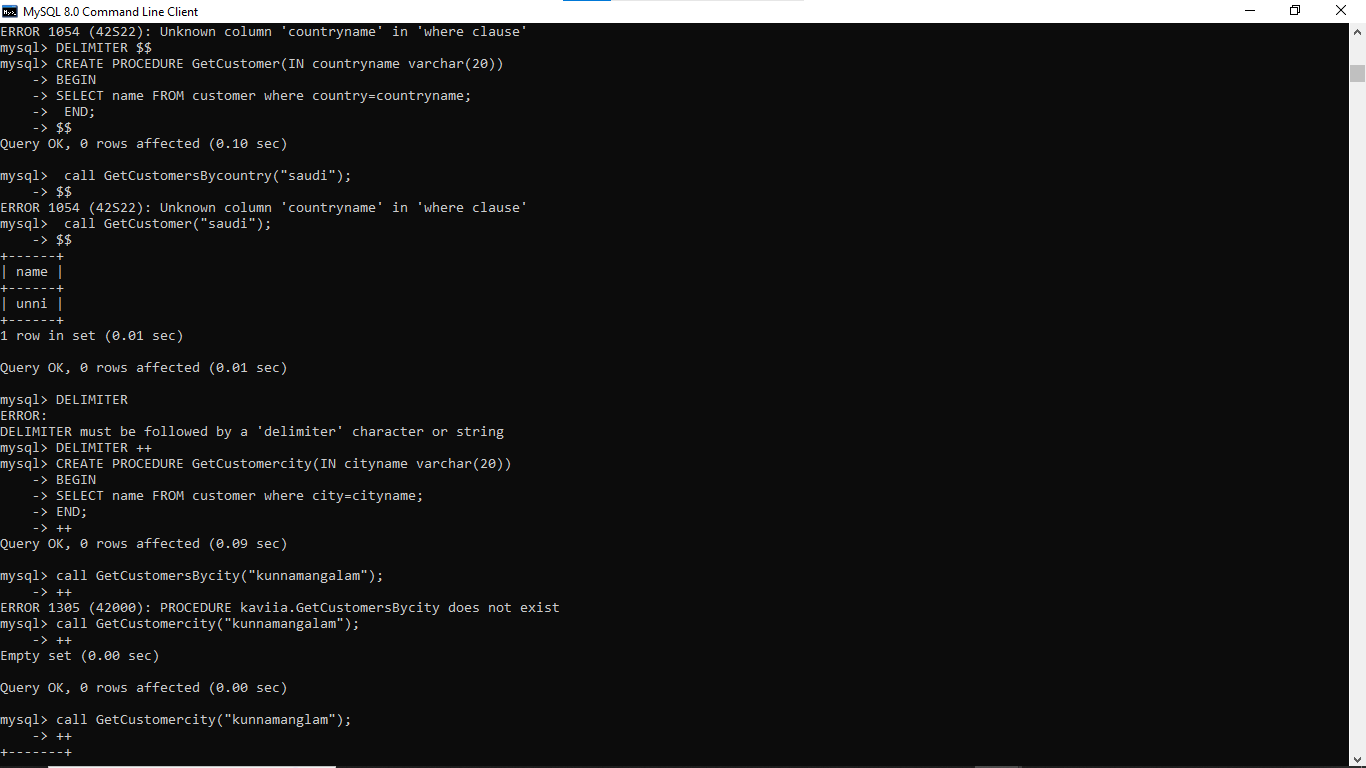 MySQL 8.0 Command Line Client
ERROR 1054 (42S22): Unknown column 'countryname' in 'where clause'
mysql> DELIMITER $$
mysql> CREATE PROCEDURE GetCustomer(IN countryname varchar(20))
    -> BEGIN
    -> SELECT name FROM customer where country=countryname;
    ->  END;
    -> $$
Query OK, 0 rows affected (0.10 sec)

mysql>  call GetCustomersBycountry("saudi");
    -> $$
ERROR 1054 (42S22): Unknown column 'countryname' in 'where clause'
mysql>  call GetCustomer("saudi");
    -> $$
+------+
| name |
+------+
| unni |
+------+
1 row in set (0.01 sec)

Query OK, 0 rows affected (0.01 sec)

mysql> DELIMITER
ERROR:
DELIMITER must be followed by a 'delimiter' character or string
mysql> DELIMITER ++
mysql> CREATE PROCEDURE GetCustomercity(IN cityname varchar(20))
    -> BEGIN
    -> SELECT name FROM customer where city=cityname;
    -> END;
    -> ++
Query OK, 0 rows affected (0.09 sec)

mysql> call GetCustomersBycity("kunnamangalam");
    -> ++
ERROR 1305 (42000): PROCEDURE kaviia.GetCustomersBycity does not exist
mysql> call GetCustomercity("kunnamangalam");
    -> ++
Empty set (0.00 sec)

Query OK, 0 rows affected (0.00 sec)

mysql> call GetCustomercity("kunnamanglam");
    -> ++
+-------+